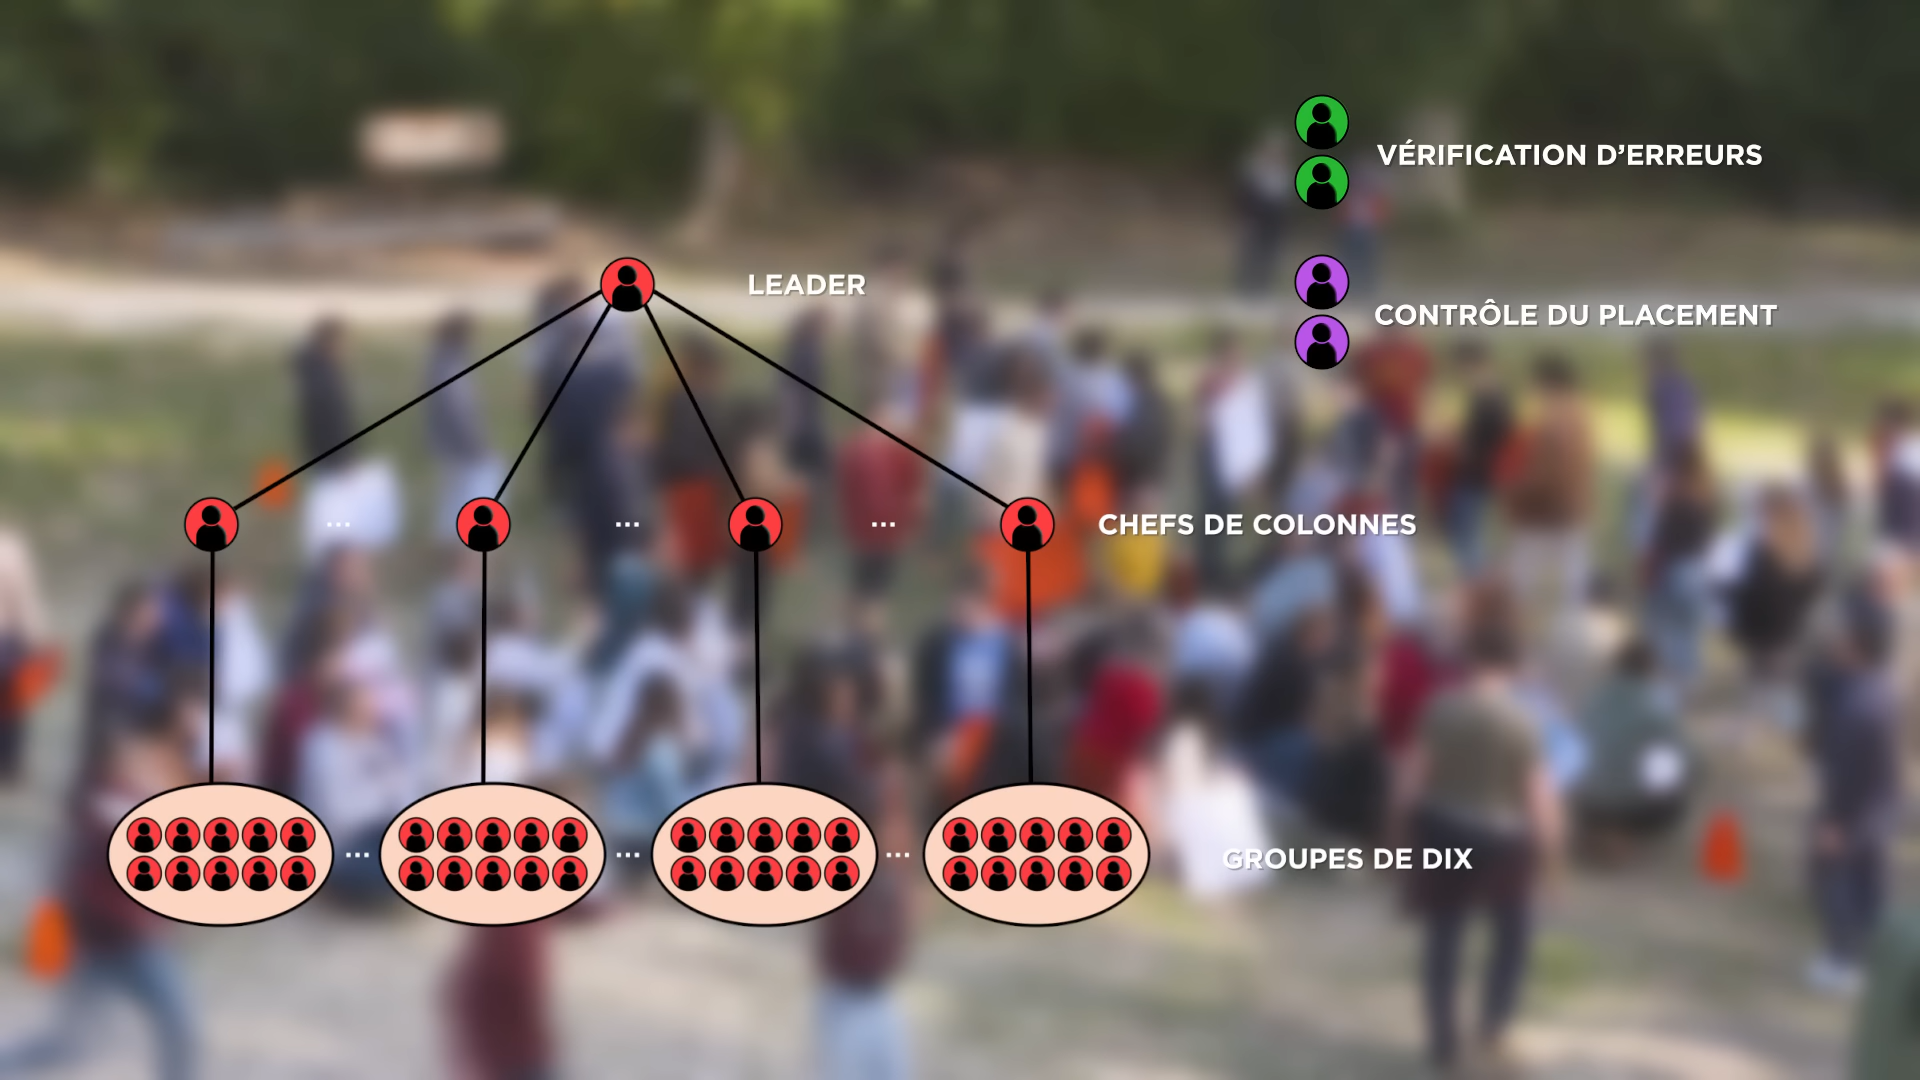 VÉRIFICATION D’ERREURS
LEADER
CONTRÔLE DU PLACEMENT
... ... ...
CHEFS DE COLONNES
... ... ...
GROUPES DE DIX